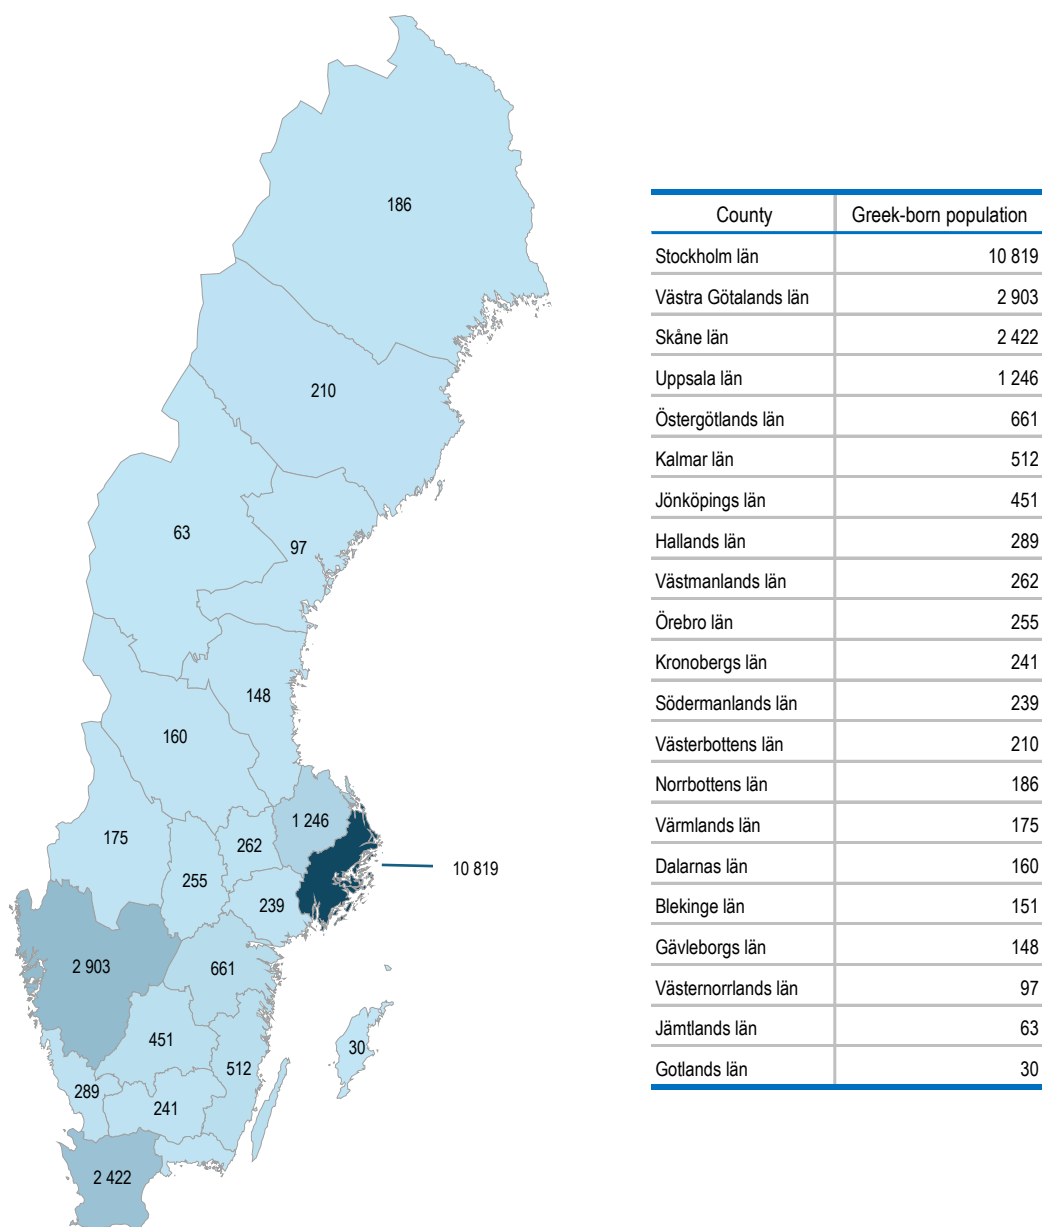 186
210
63
97
148
160
1 246
175
262
255
10 819
239
2 903
661
451
30
512
289
241
2 422
County Greek-born population
Stockholm län 10 819
Västra Götalands län 2 903
Skåne län 2 422
Uppsala län 1 246
Östergötlands län 661
Kalmar län 512
Jönköpings län 451
Hallands län 289
Västmanlands län 262
Örebro län 255
Kronobergs län 241
Södermanlands län 239
Västerbottens län 210
Norrbottens län 186
Värmlands län 175
Dalarnas län 160
Blekinge län 151
Gävleborgs län 148
Västernorrlands län 97
Jämtlands län 63
Gotlands län 30